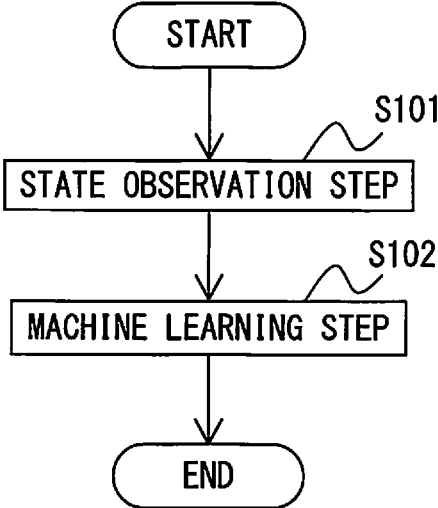 START
S101
STATE OBSERVATION STEP
S102
MACHINE LEARNING STEP
END